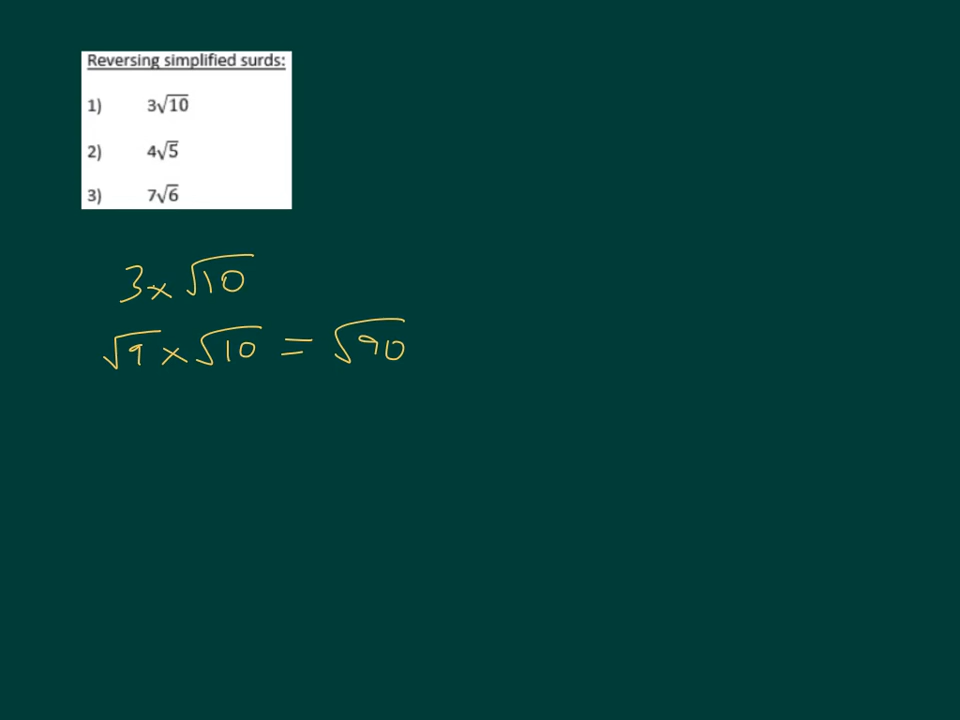 Reversing simplified surds:
1) 3√10
2) 4√5
3) 7√6
3 × √10
√9 × √10 = √90